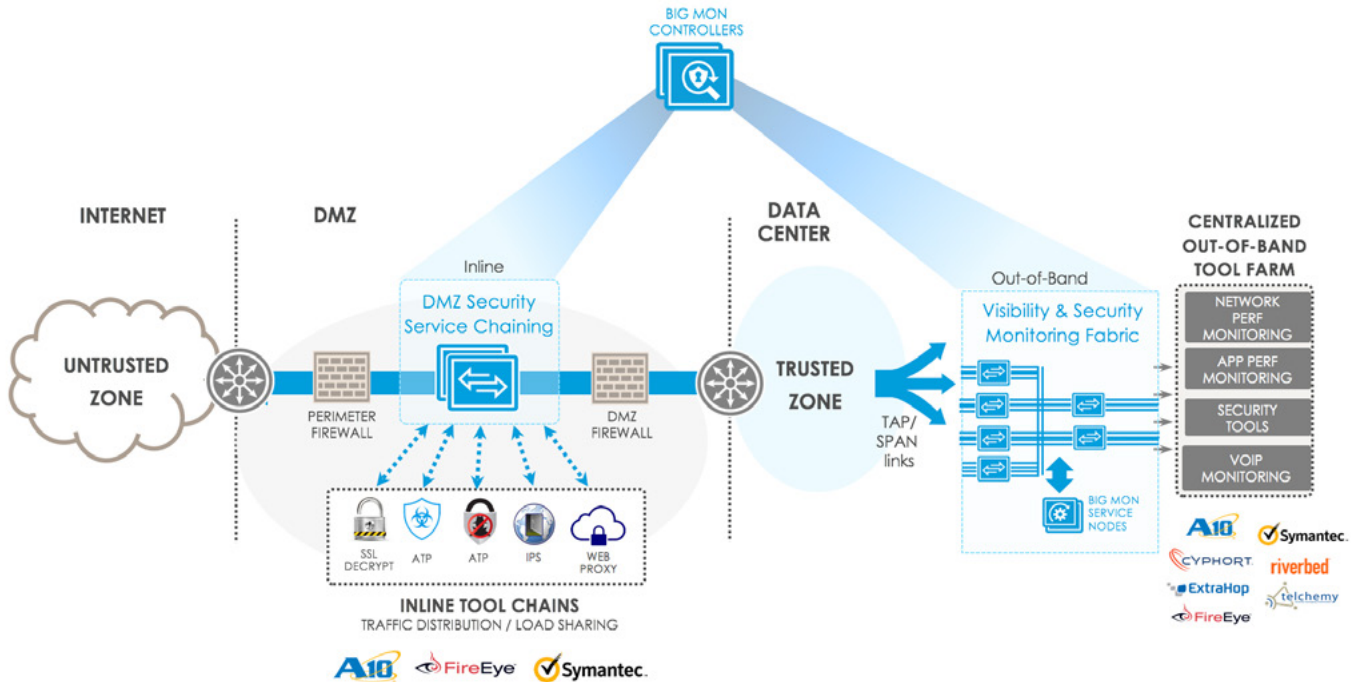 BIG MON
CONTROLLERS
INTERNET
DMZ
DATA
CENTER
CENTRALIZED
OUT-OF-BAND
TOOL FARM
Inline
DMZ Security
Service Chaining
Out-of-Band
Visibility & Security
Monitoring Fabric
UNTRUSTED
ZONE
PERIMETER
FIREWALL
DMZ
FIREWALL
TRUSTED
ZONE
TAP/
SPAN
links
BIG MON
SERVICE
NODES
NETWORK
PERF
MONITORING
APP PERF
MONITORING
SECURITY
TOOLS
VOIP
MONITORING
SSL
DECRYPT
ATP
ATP
IPS
WEB
PROXY
INLINE TOOL CHAINS
TRAFFIC DISTRIBUTION / LOAD SHARING
A10
FireEye
Symantec.
A10
Symantec.
CYPHORT
riverbed
ExtraHop
telchemy
FireEye